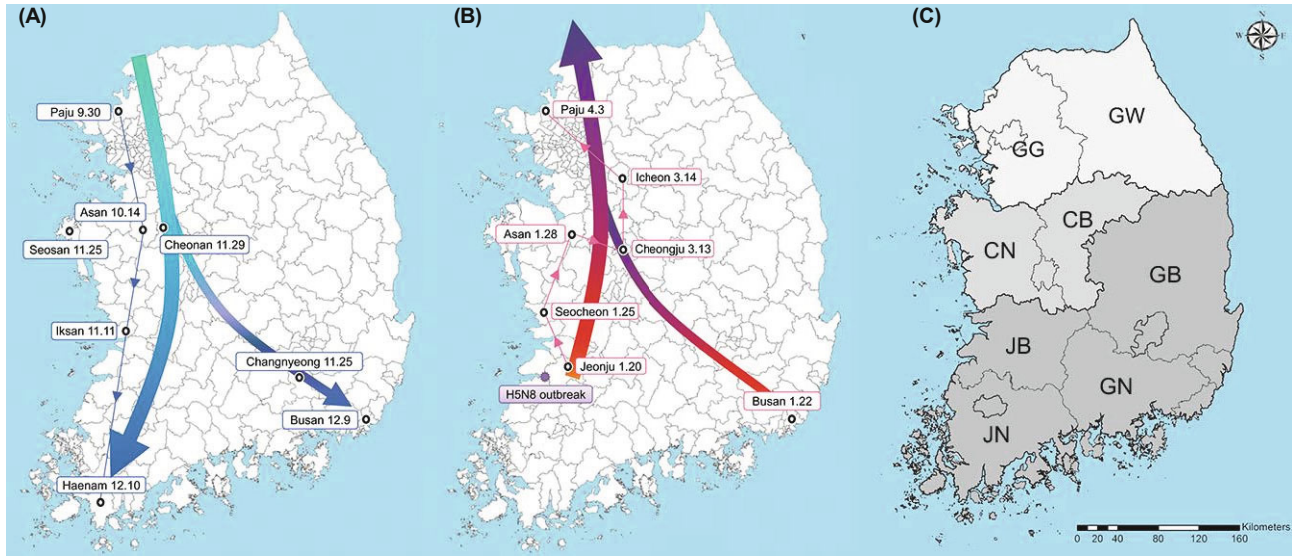 (A)
Paju 9.30
Asan 10.14
Seosan 11.25
Cheonan 11.29
Iksan 11.11
Changnyeong 11.25
Busan 12.9
Haenam 12.10
(B)
Paju 4.3
Icheon 3.14
Asan 1.28
Cheongju 3.13
Seocheon 1.25
Jeonju 1.20
H5N8 outbreak
Busan 1.22
(C)
N
W E
S
GW
GG
CB
CN
GB
JB
GN
JN
Kilometers
0 20 40 80 120 160